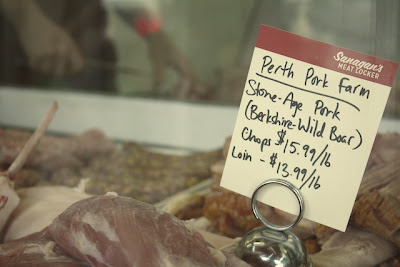 Sanagan's
MEAT LOCKER
Perth Pork Farm
Stone-Age Pork
(Berkshire-Wild Boar)
Chops $15.99/lb
Loin - $13.99/lb